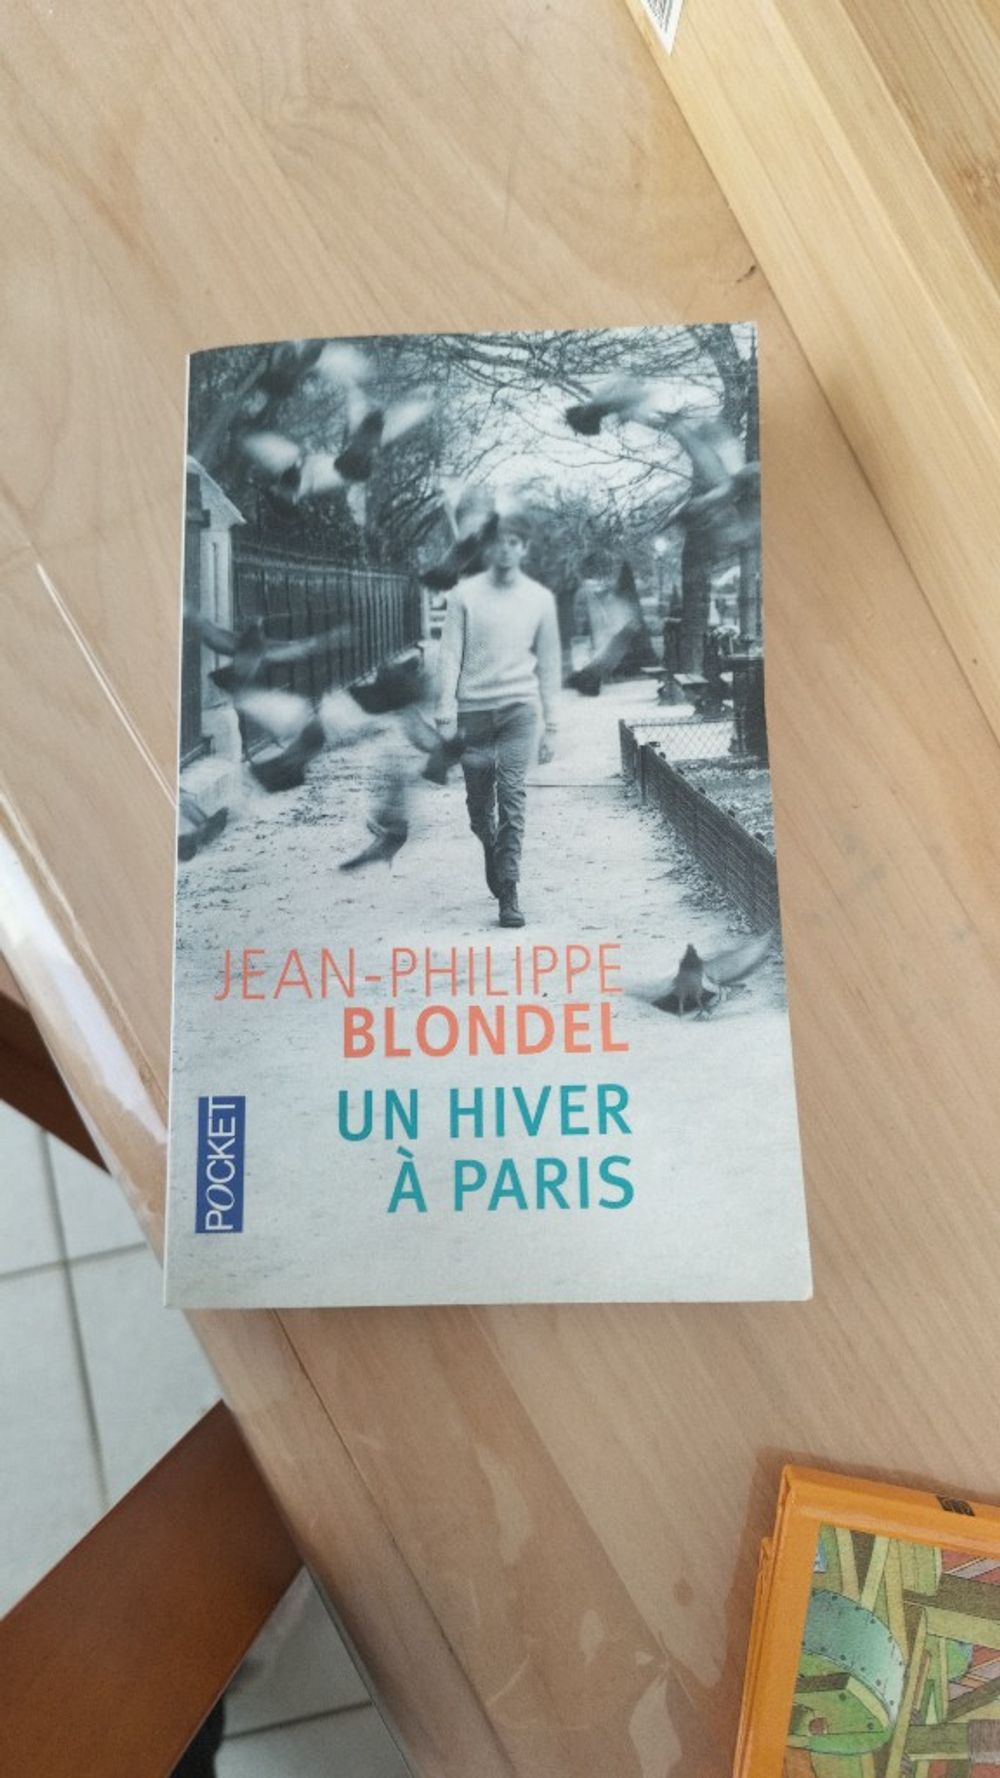 JEAN-PHILIPPE
BLONDEL
UN HIVER
À PARIS
POCKET